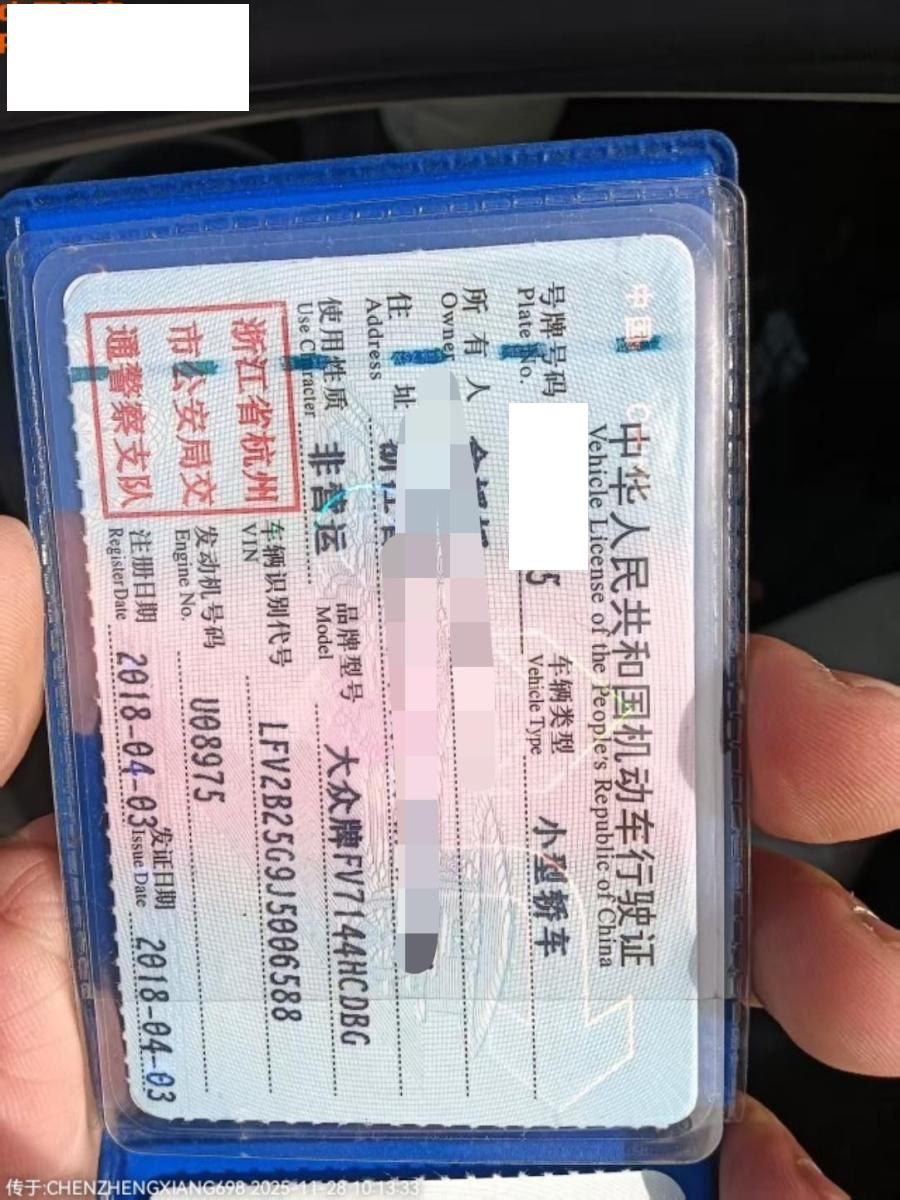 中华人民共和国机动车行驶证
Vehicle License of the People's Republic of China
号牌号码
Plate No.
5
车辆类型
Vehicle Type
小型轿车
所有人
Owner
住址
Address
使用性质
Use Character
非营运
品牌型号
Model
大众牌FV7144HCDBG
浙江省杭州
市公安局交
通警察支队
车辆识别代号
VIN
LFV2B25G9J5006588
发动机号码
Engine No.
U08975
注册日期
Register Date
2018-04-03
发证日期
Issue Date
2018-04-03
传于:CHENZHENGXIANG698 2025-11-28 10:13:33